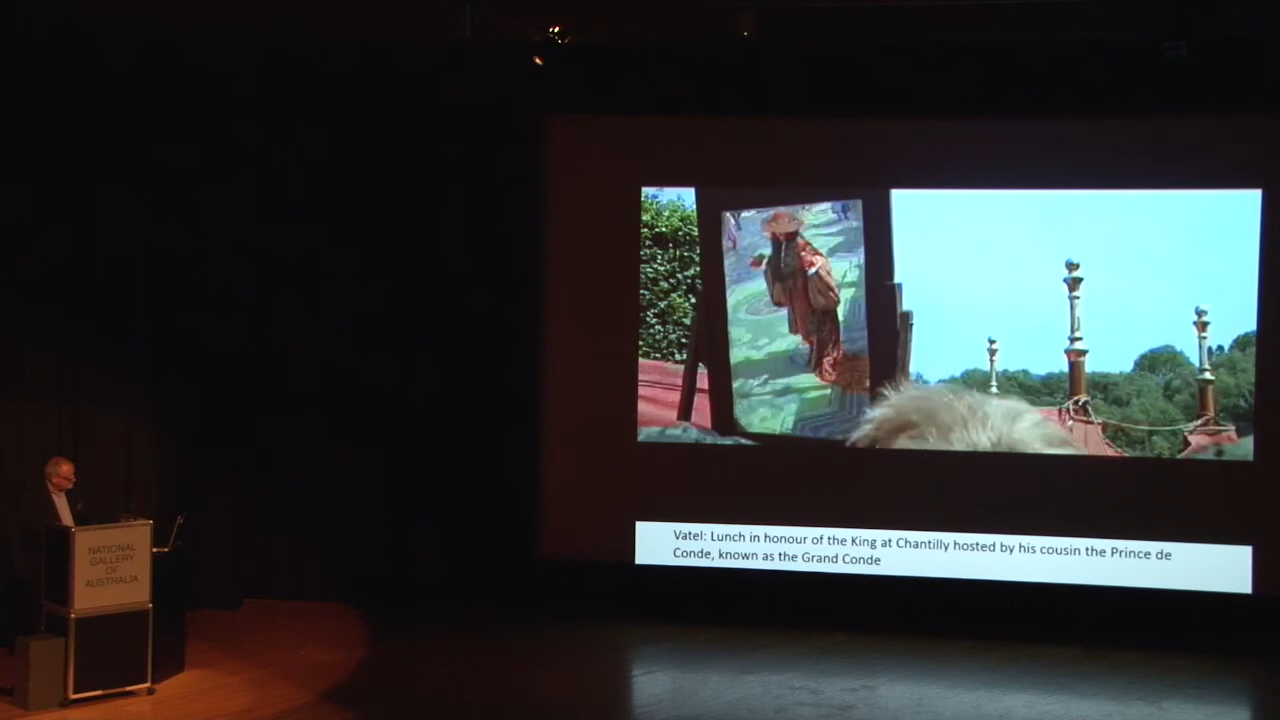 NATIONAL
GALLERY
OF
AUSTRALIA
Vatel: Lunch in honour of the King at Chantilly hosted by his cousin the Prince de
Conde, known as the Grand Conde